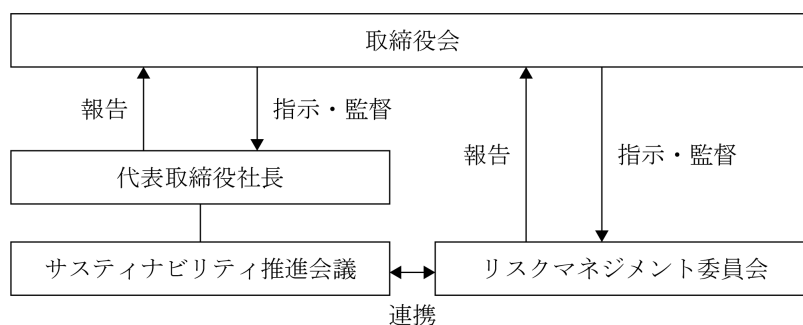 取締役会
報告
指示・監督
代表取締役社長
報告
指示・監督
サスティナビリティ推進会議
リスクマネジメント委員会
連携